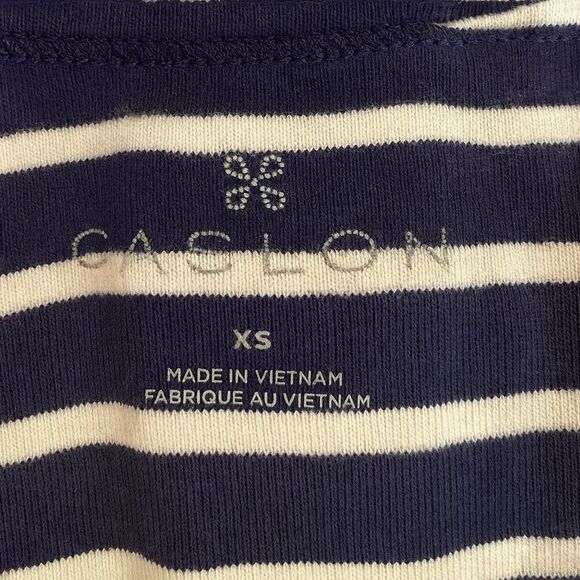 CASLON
XS
MADE IN VIETNAM
FABRIQUE AU VIETNAM